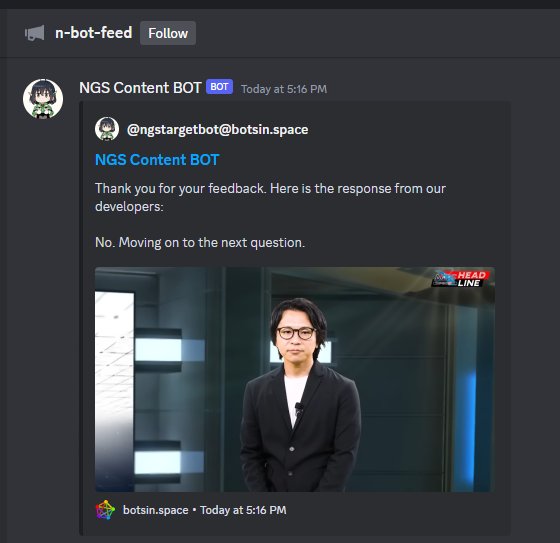 n-bot-feed Follow
NGS Content BOT BOT Today at 5:16 PM
@ngstargetbot@botsin.space
NGS Content BOT
Thank you for your feedback. Here is the response from our
developers:
No. Moving on to the next question.
HEAD
LINE
botsin.space • Today at 5:16 PM